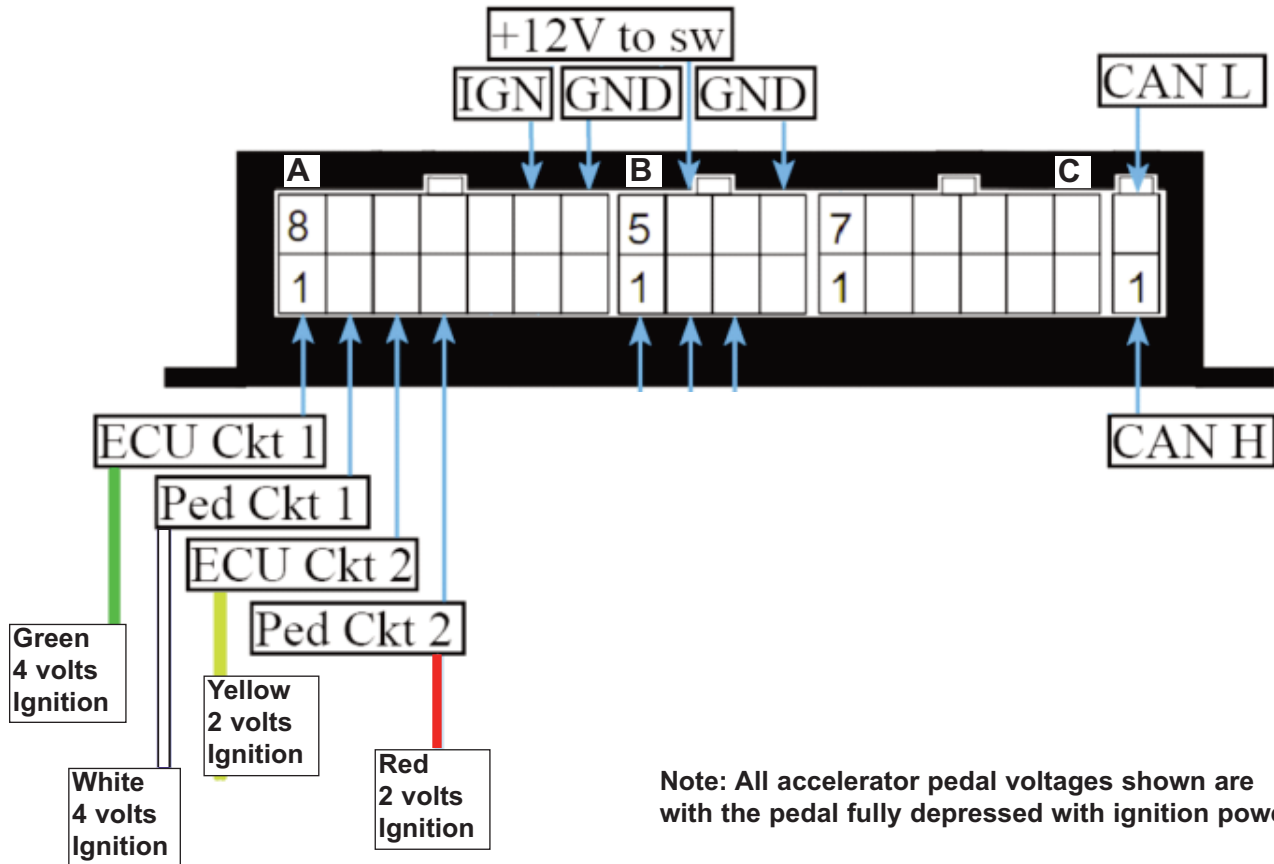 +12V to sw
IGN
GND
GND
CAN L
A
B
C
8
5
7
1
1
1
1
ECU Ckt 1
CAN H
Ped Ckt 1
ECU Ckt 2
Ped Ckt 2
Green
4 volts
Ignition
Yellow
2 volts
Ignition
White
4 volts
Ignition
Red
2 volts
Ignition
Note: All accelerator pedal voltages shown are
with the pedal fully depressed with ignition